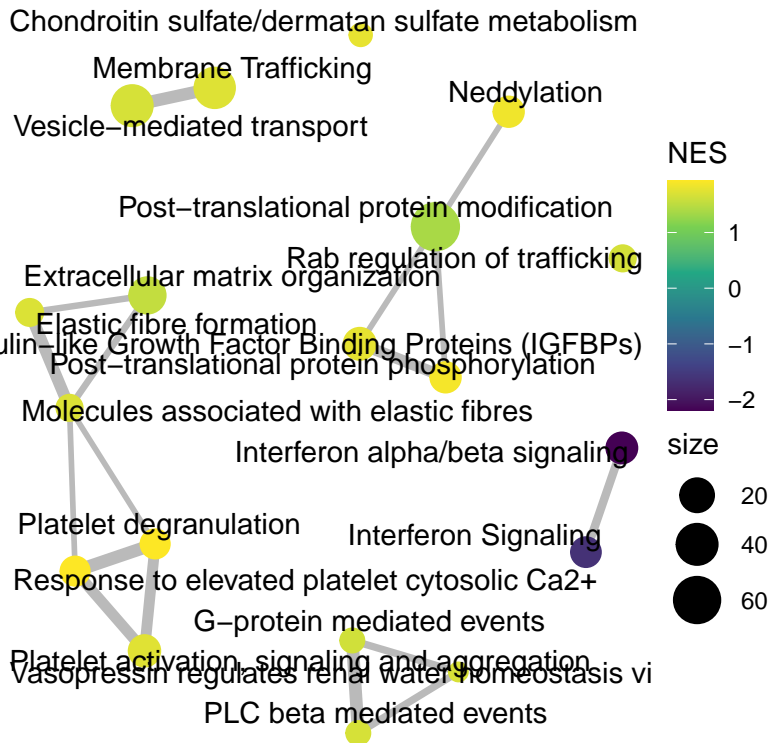 Chondroitin sulfate/dermatan sulfate metabolism
Membrane Trafficking
Neddylation
Vesicle−mediated transport
NES
Post−translational protein modification
1
Rab regulation of trafficking
Extracellular matrix organization
0
Elastic fibre formation
ulin−like Growth Factor Binding Proteins (IGFBPs)
−1
Post−translational protein phosphorylation
−2
Molecules associated with elastic fibres
size
Interferon alpha/beta signaling
20
Platelet degranulation
Interferon Signaling
40
Response to elevated platelet cytosolic Ca2+
60
G−protein mediated events
Platelet activation, signaling and aggregation
Vasopressin regulates renal water homeostasis vi
PLC beta mediated events